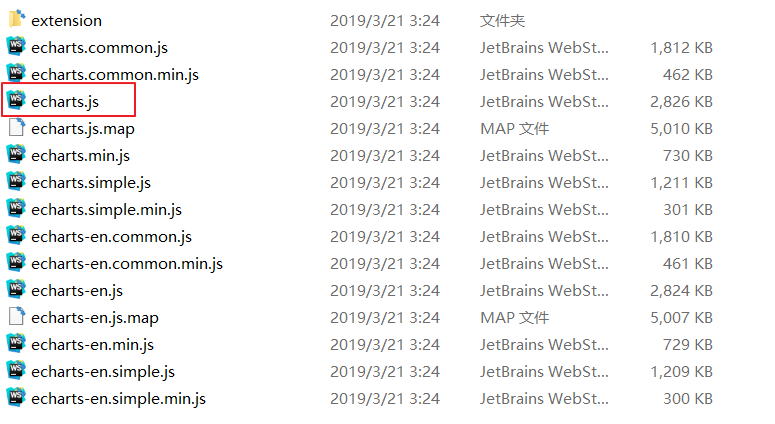 extension 2019/3/21 3:24 文件夹
echarts.common.js 2019/3/21 3:24 JetBrains WebSt... 1,812 KB
echarts.common.min.js 2019/3/21 3:24 JetBrains WebSt... 462 KB
echarts.js 2019/3/21 3:24 JetBrains WebSt... 2,826 KB
echarts.js.map 2019/3/21 3:24 MAP 文件 5,010 KB
echarts.min.js 2019/3/21 3:24 JetBrains WebSt... 730 KB
echarts.simple.js 2019/3/21 3:24 JetBrains WebSt... 1,211 KB
echarts.simple.min.js 2019/3/21 3:24 JetBrains WebSt... 301 KB
echarts-en.common.js 2019/3/21 3:24 JetBrains WebSt... 1,810 KB
echarts-en.common.min.js 2019/3/21 3:24 JetBrains WebSt... 461 KB
echarts-en.js 2019/3/21 3:24 JetBrains WebSt... 2,824 KB
echarts-en.js.map 2019/3/21 3:24 MAP 文件 5,007 KB
echarts-en.min.js 2019/3/21 3:24 JetBrains WebSt... 729 KB
echarts-en.simple.js 2019/3/21 3:24 JetBrains WebSt... 1,209 KB
echarts-en.simple.min.js 2019/3/21 3:24 JetBrains WebSt... 300 KB